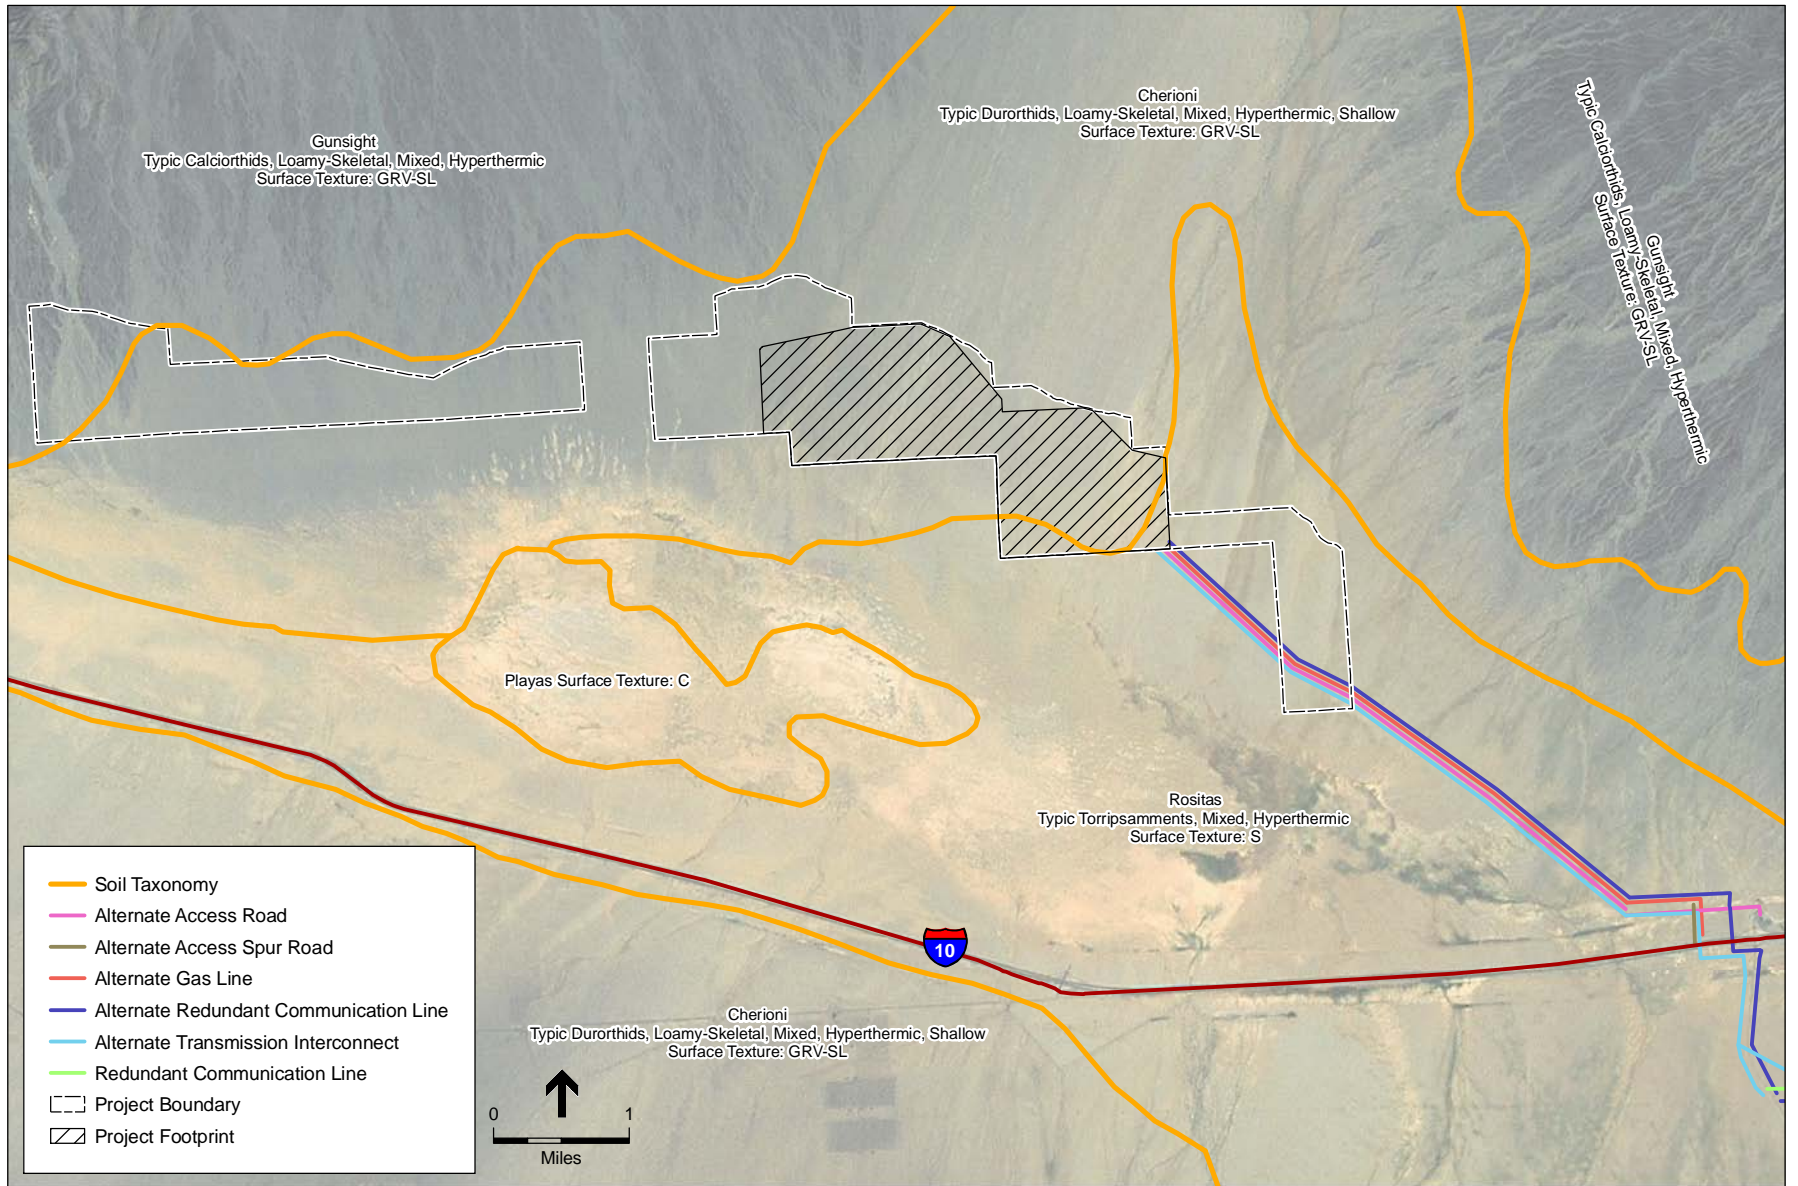 Cherioni
Typic Durorthids, Loamy-Skeletal, Mixed, Hyperthermic, Shallow
Surface Texture: GRV-SL
Gunsight
Typic Calciorthids, Loamy-Skeletal, Mixed, Hyperthermic
Surface Texture: GRV-SL
Gunsight
Typic Calciorthids, Loamy-Skeletal, Mixed, Hyperthermic
Surface Texture: GRV-SL
Playas Surface Texture: C
Rositas
Typic Torripsamments, Mixed, Hyperthermic
Surface Texture: S
10
Cherioni
Typic Durorthids, Loamy-Skeletal, Mixed, Hyperthermic, Shallow
Surface Texture: GRV-SL
Soil Taxonomy
Alternate Access Road
Alternate Access Spur Road
Alternate Gas Line
Alternate Redundant Communication Line
Alternate Transmission Interconnect
Redundant Communication Line
Project Boundary
Project Footprint
0 1
Miles